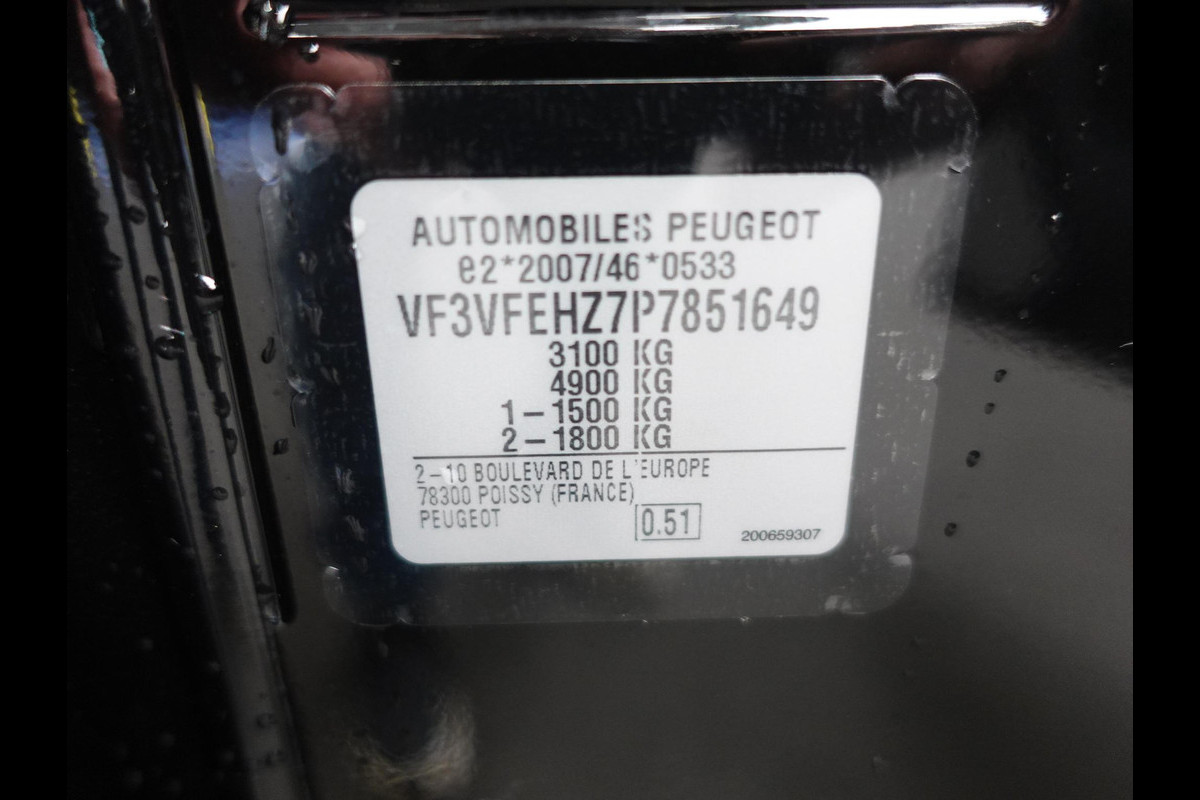 AUTOMOBILES PEUGEOT
e2*2007/46*0533
VF3VFEHZ7P7851649
3100 KG
4900 KG
1-1500 KG
2-1800 KG
2-10 BOULEVARD DE L'EUROPE
78300 POISSY (FRANCE)
PEUGEOT
0.51
200659307